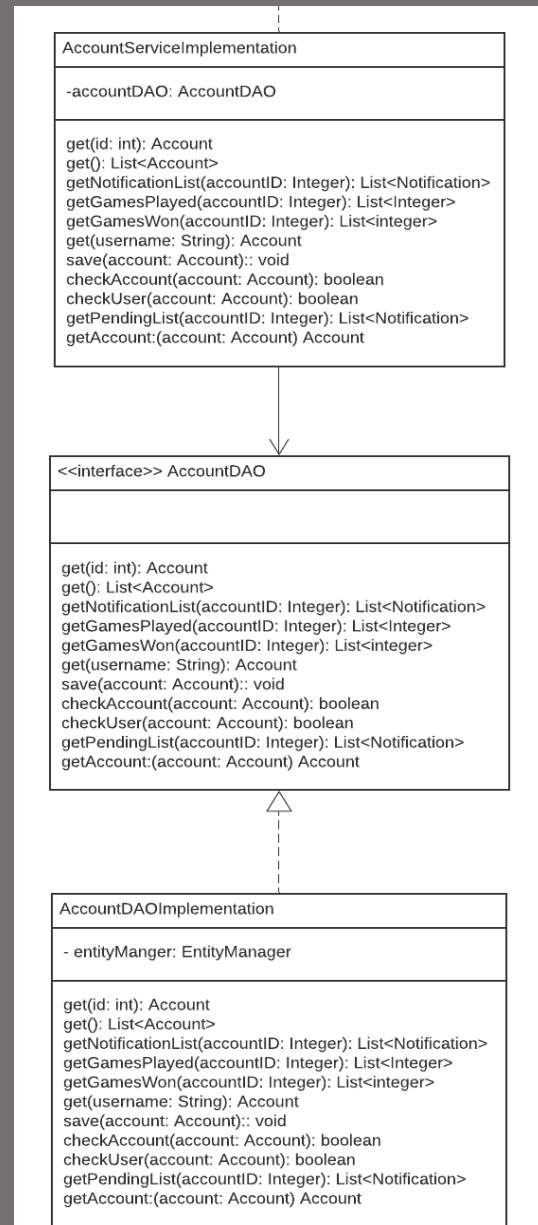 AccountServiceImplementation
-accountDAO: AccountDAO
get(id: int): Account
get(): List<Account>
getNotificationList(accountID: Integer): List<Notification>
getGamesPlayed(accountID: Integer): List<Integer>
getGamesWon(accountID: Integer): List<integer>
get(username: String): Account
save(account: Account):: void
checkAccount(account: Account): boolean
checkUser(account: Account): boolean
getPendingList(accountID: Integer): List<Notification>
getAccount:(account: Account) Account
<<interface>> AccountDAO
get(id: int): Account
get(): List<Account>
getNotificationList(accountID: Integer): List<Notification>
getGamesPlayed(accountID: Integer): List<Integer>
getGamesWon(accountID: Integer): List<integer>
get(username: String): Account
save(account: Account):: void
checkAccount(account: Account): boolean
checkUser(account: Account): boolean
getPendingList(accountID: Integer): List<Notification>
getAccount:(account: Account) Account
AccountDAOImplementation
- entityManger: EntityManager
get(id: int): Account
get(): List<Account>
getNotificationList(accountID: Integer): List<Notification>
getGamesPlayed(accountID: Integer): List<Integer>
getGamesWon(accountID: Integer): List<integer>
get(username: String): Account
save(account: Account):: void
checkAccount(account: Account): boolean
checkUser(account: Account): boolean
getPendingList(accountID: Integer): List<Notification>
getAccount:(account: Account) Account